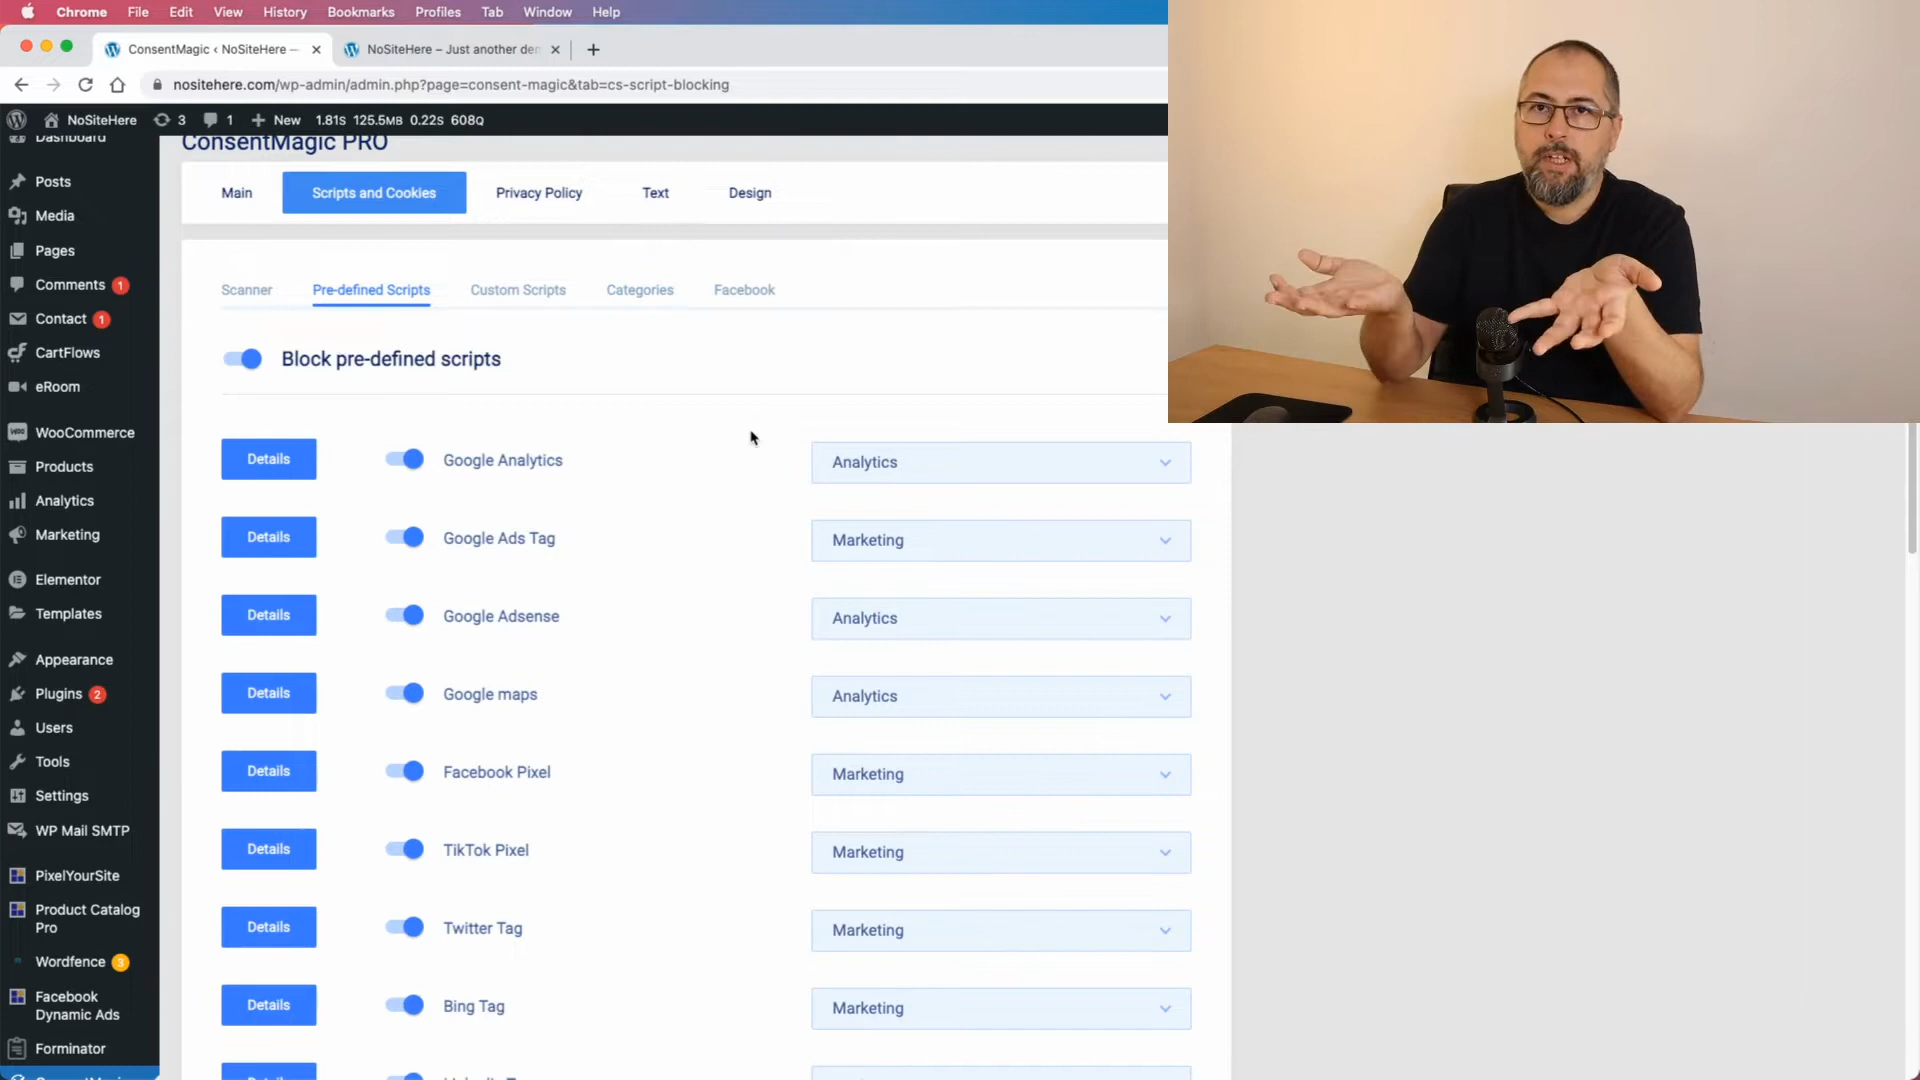 Chrome File Edit View History Bookmarks Profiles Tab Window Help
ConsentMagic ‹ NoSiteHere —
NoSiteHere – Just another den
nositehere.com/wp-admin/admin.php?page=consent-magic&tab=cs-script-blocking
NoSiteHere 3 1 New 1.81S 125.5MB 0.22S 608Q
Dashboard
Posts
Media
Pages
Comments 1
Contact 1
CartFlows
eRoom
WooCommerce
Products
Analytics
Marketing
Elementor
Templates
Appearance
Plugins 2
Users
Tools
Settings
WP Mail SMTP
PixelYourSite
Product Catalog
Pro
Wordfence 3
Facebook
Dynamic Ads
Forminator
ConsentMagic PRO
Main Scripts and Cookies Privacy Policy Text Design
Scanner Pre-defined Scripts Custom Scripts Categories Facebook
Block pre-defined scripts
Details Google Analytics Analytics
Details Google Ads Tag Marketing
Details Google Adsense Analytics
Details Google maps Analytics
Details Facebook Pixel Marketing
Details TikTok Pixel Marketing
Details Twitter Tag Marketing
Details Bing Tag Marketing